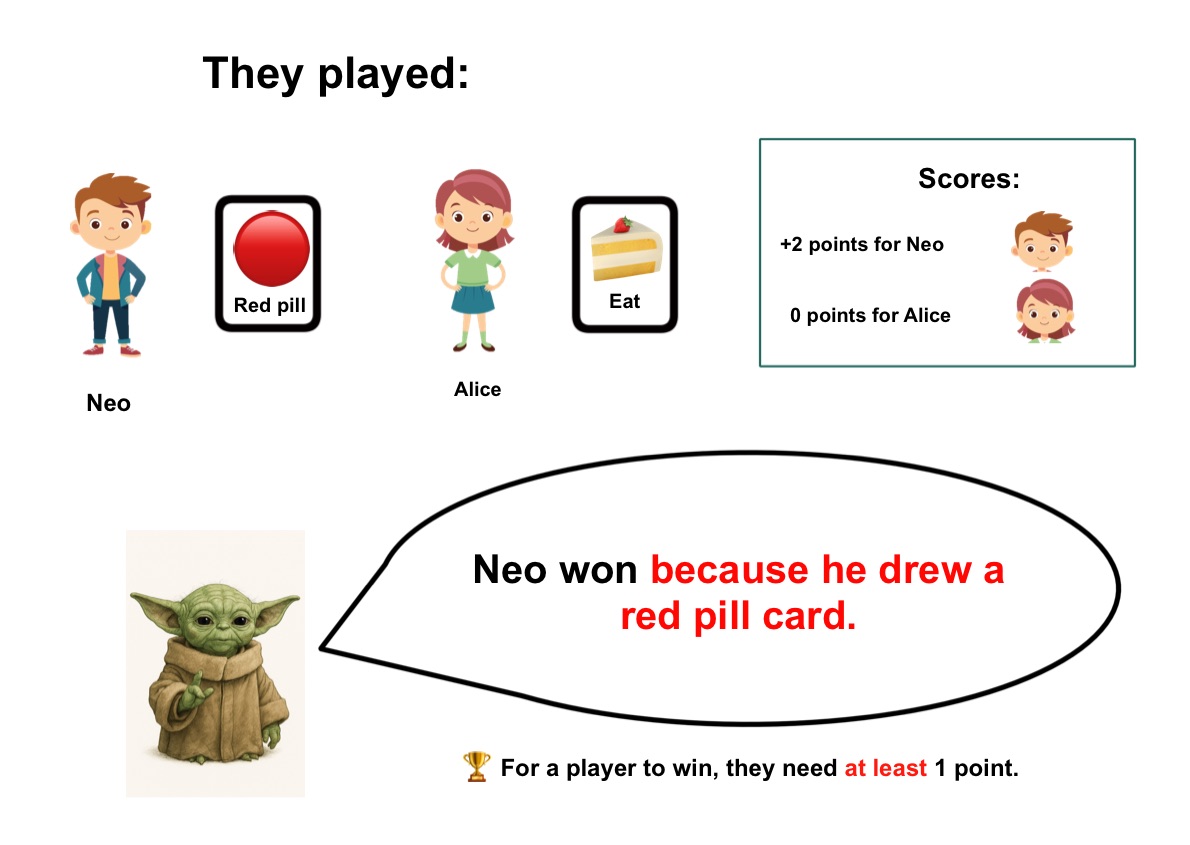 They played:
Red pill
Neo
Eat
Alice
Scores:
+2 points for Neo
0 points for Alice
Neo won because he drew a
red pill card.
🏆 For a player to win, they need at least 1 point.